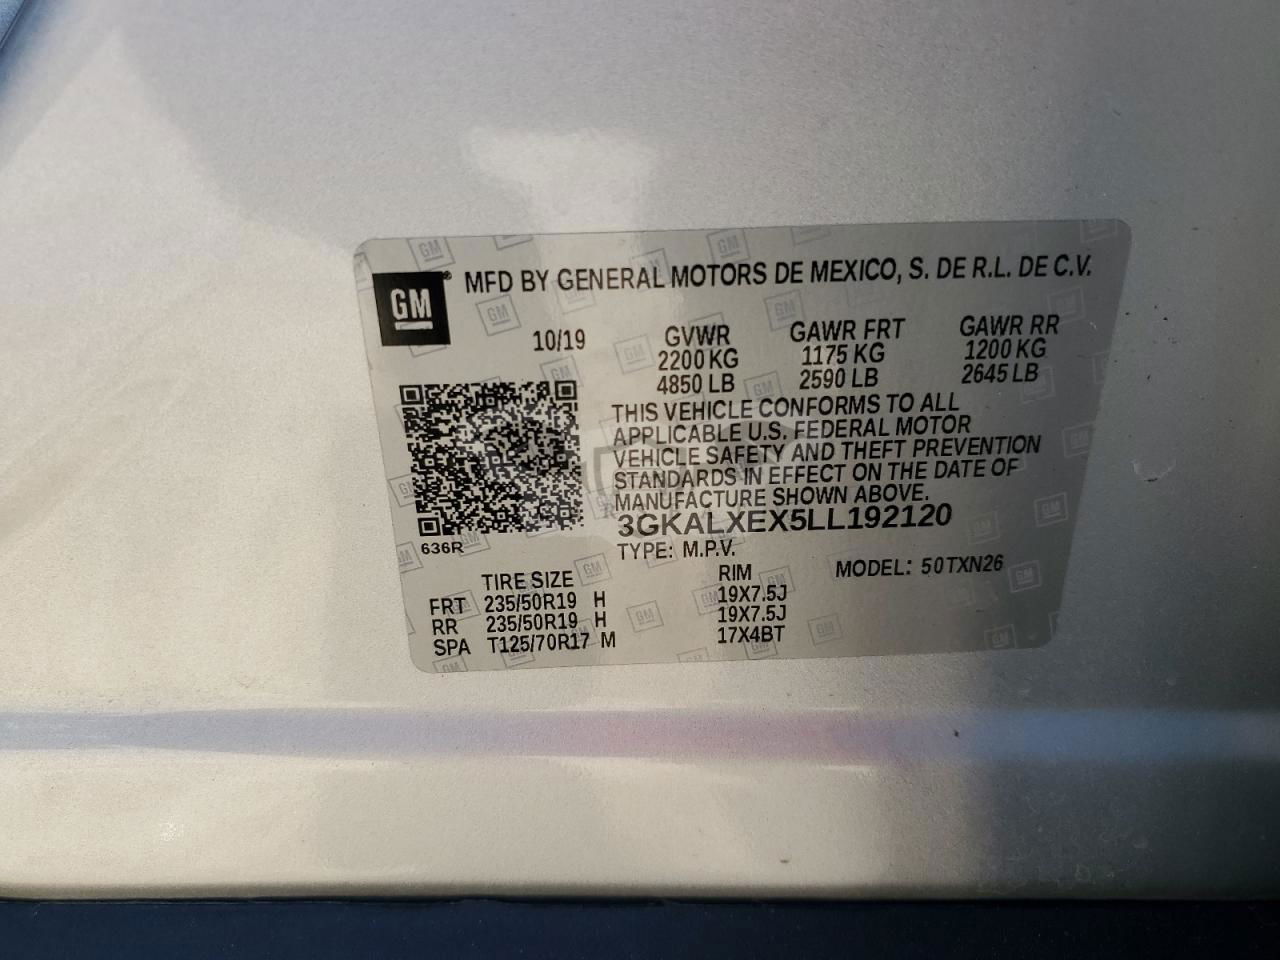 GM
MFD BY GENERAL MOTORS DE MEXICO, S. DE R.L. DE C.V.
10/19 GVWR GAWR FRT GAWR RR
2200 KG 1175 KG 1200 KG
4850 LB 2590 LB 2645 LB
THIS VEHICLE CONFORMS TO ALL
APPLICABLE U.S. FEDERAL MOTOR
VEHICLE SAFETY AND THEFT PREVENTION
STANDARDS IN EFFECT ON THE DATE OF
MANUFACTURE SHOWN ABOVE.
3GKALXEX5LL192120
636R
TYPE: M.P.V.
TIRE SIZE RIM MODEL: 50TXN26
FRT 235/50R19 H 19X7.5J
RR 235/50R19 H 19X7.5J
SPA T125/70R17 M 17X4BT